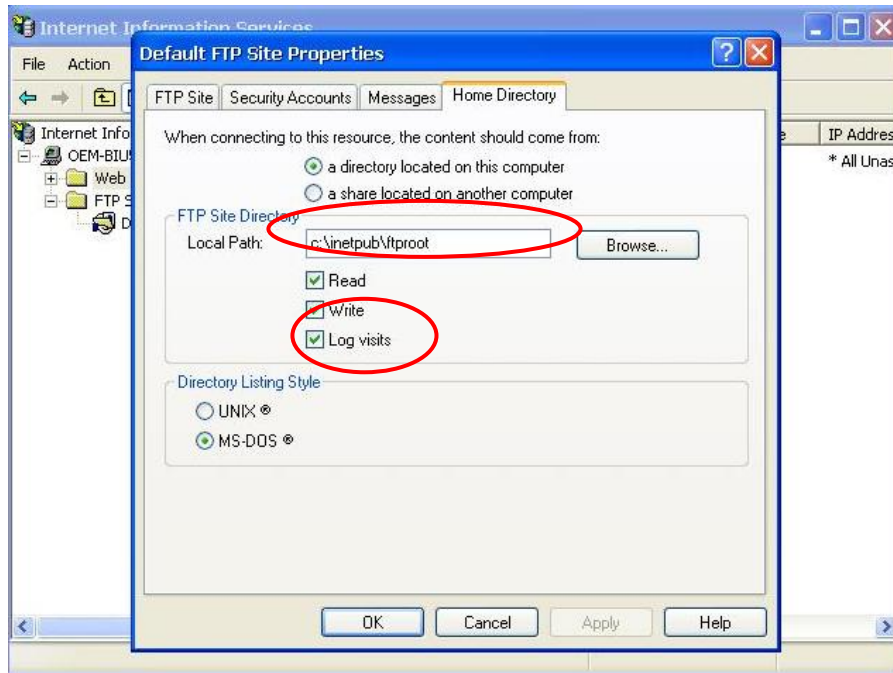 Internet Information Services
Default FTP Site Properties
File Action
FTP Site Security Accounts Messages Home Directory
Internet Info
IP Addres
When connecting to this resource, the content should come from:
OEM-BIU
* All Unas
a directory located on this computer
Web
a share located on another computer
FTP S
FTP Site Directory
D
Local Path: c:\inetpub\ftproot Browse...
Read
Write
Log visits
Directory Listing Style
UNIX ®
MS-DOS ®
OK Cancel Apply Help